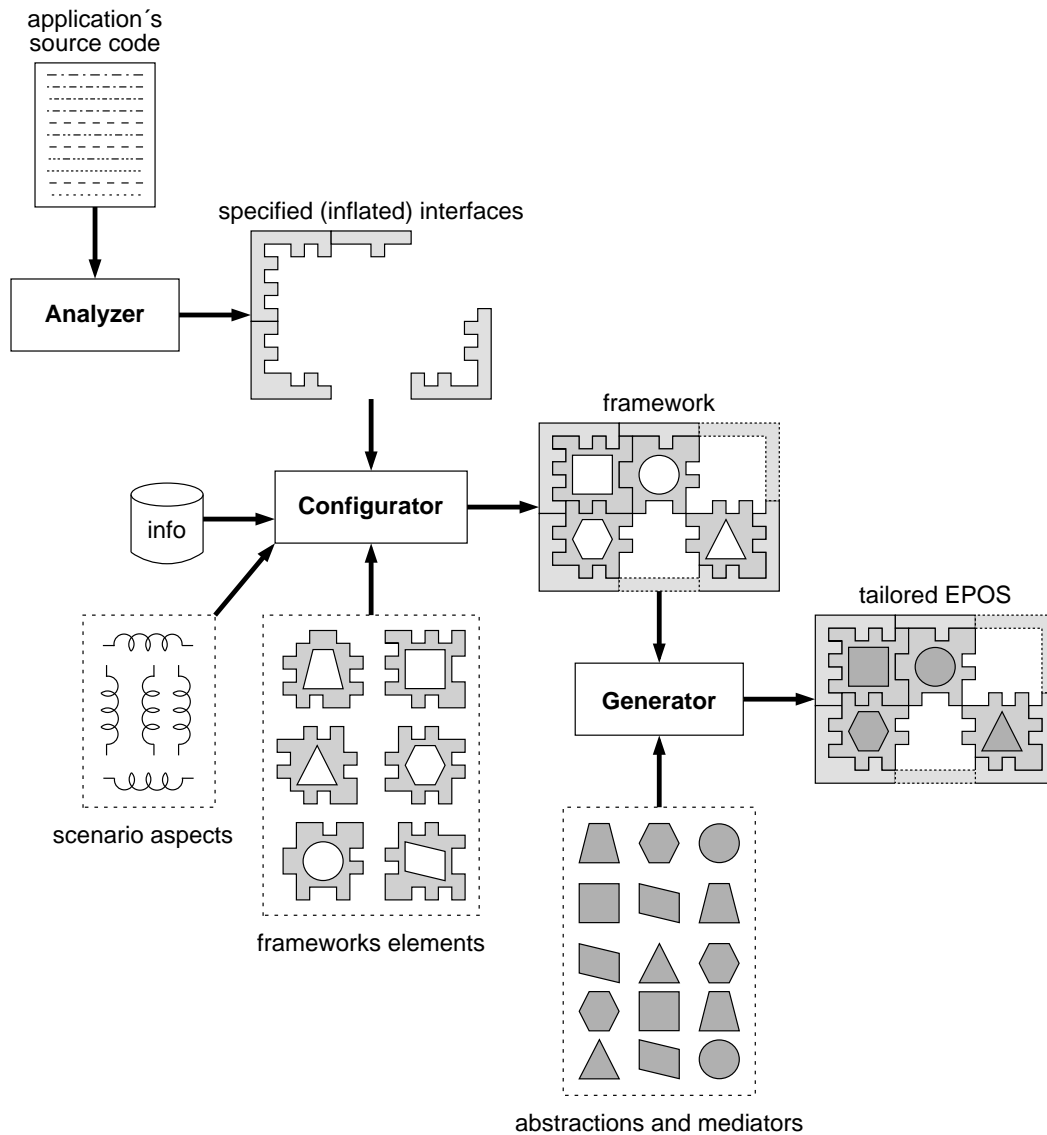 application´s
source code
specified (inflated) interfaces
Analyzer
framework
Configurator
info
tailored EPOS
Generator
scenario aspects
frameworks elements
abstractions and mediators